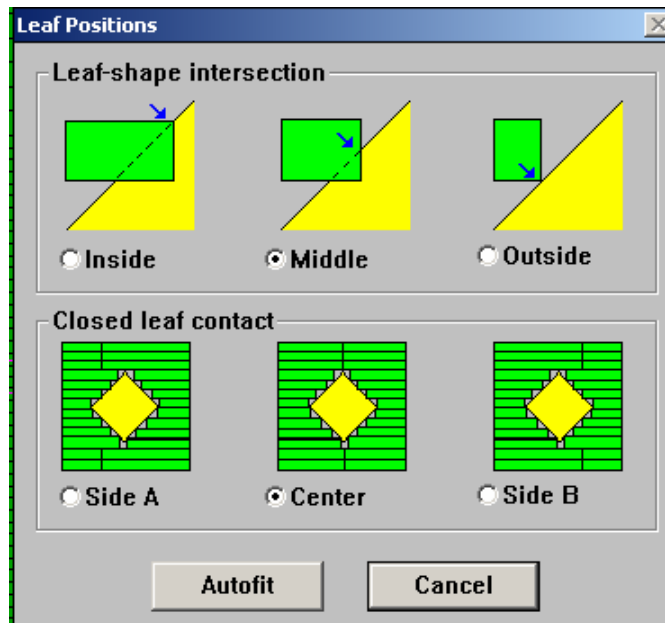 Leaf Positions
Leaf-shape intersection
Inside
Middle
Outside
Closed leaf contact
Side A
Center
Side B
Autofit
Cancel